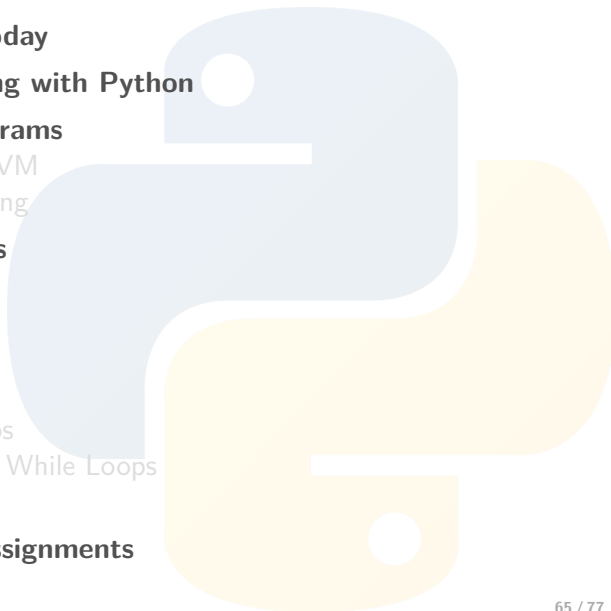 oday
ng with Python
rams
VM
ng
s
s
While Loops
ssignments
65 / 77